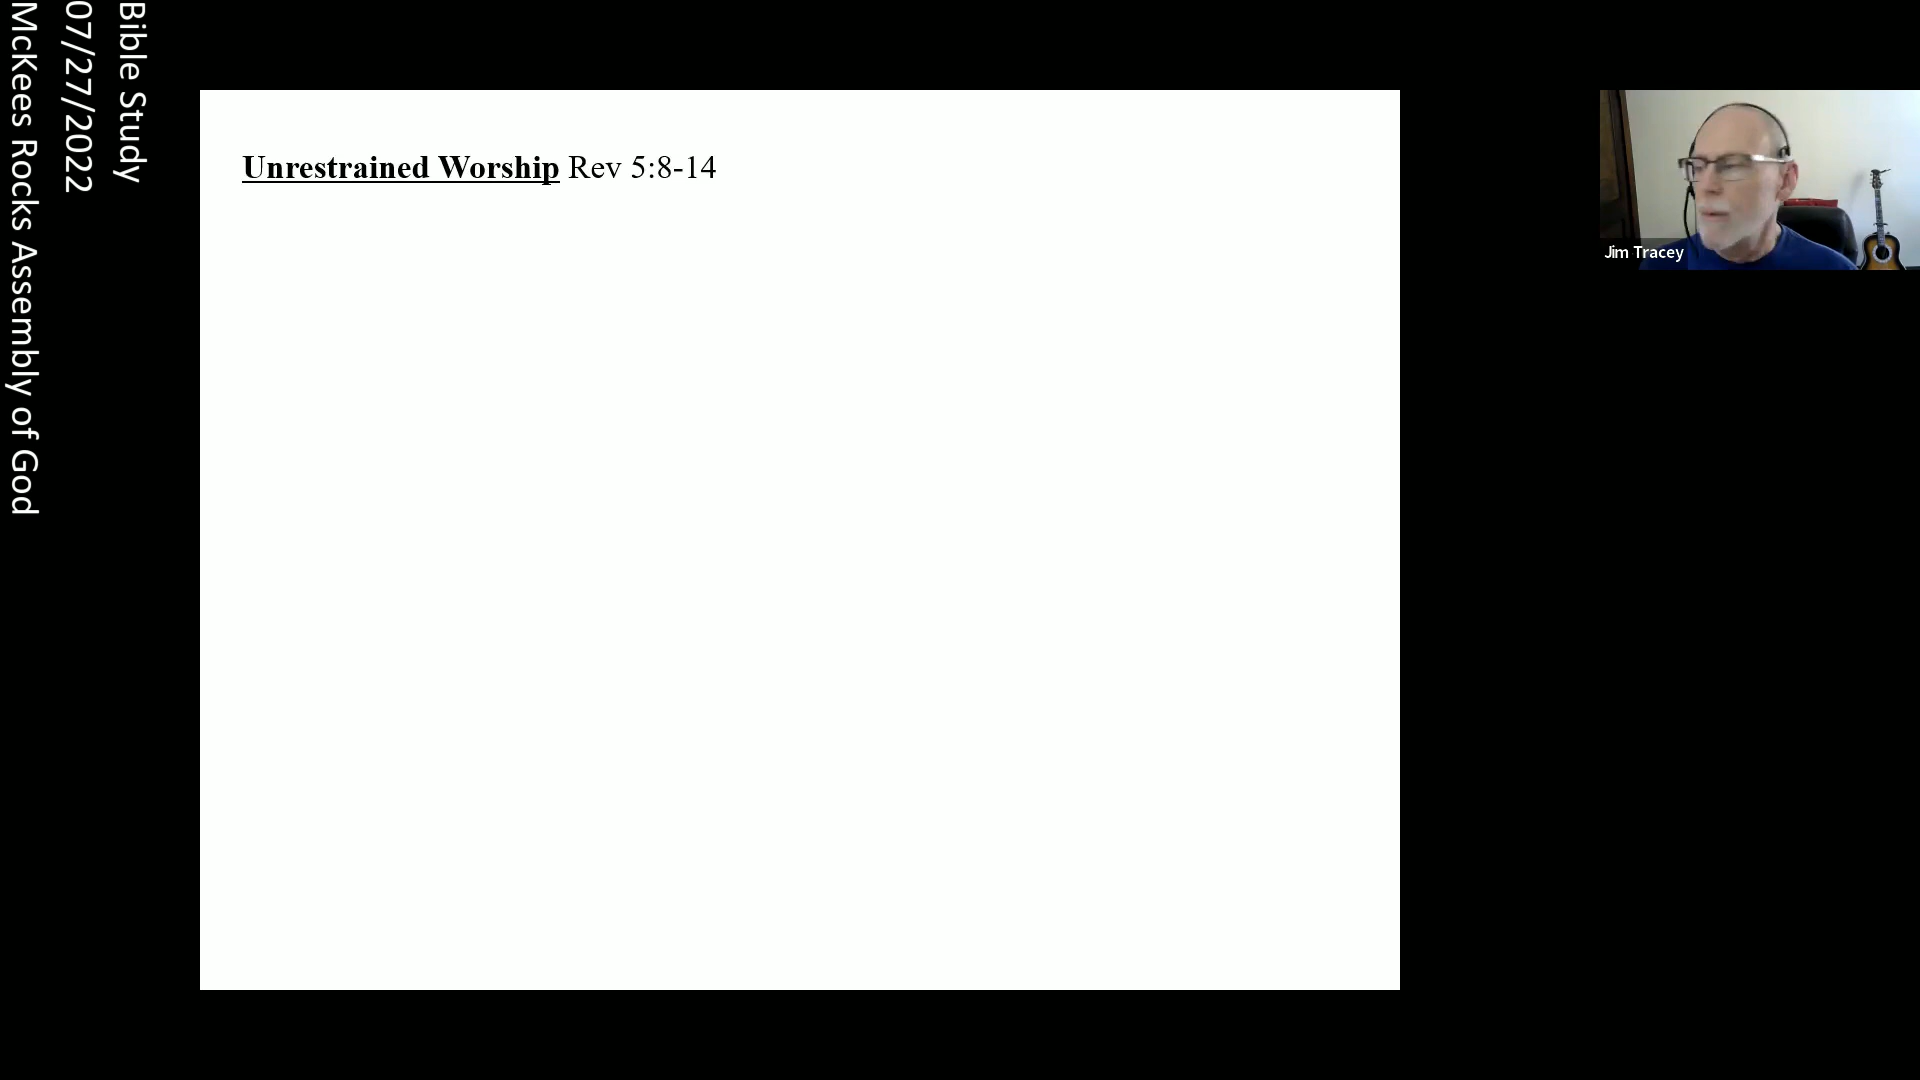 Bible Study
07/27/2022
McKees Rocks Assembly of God
Unrestrained Worship Rev 5:8-14
Jim Tracey